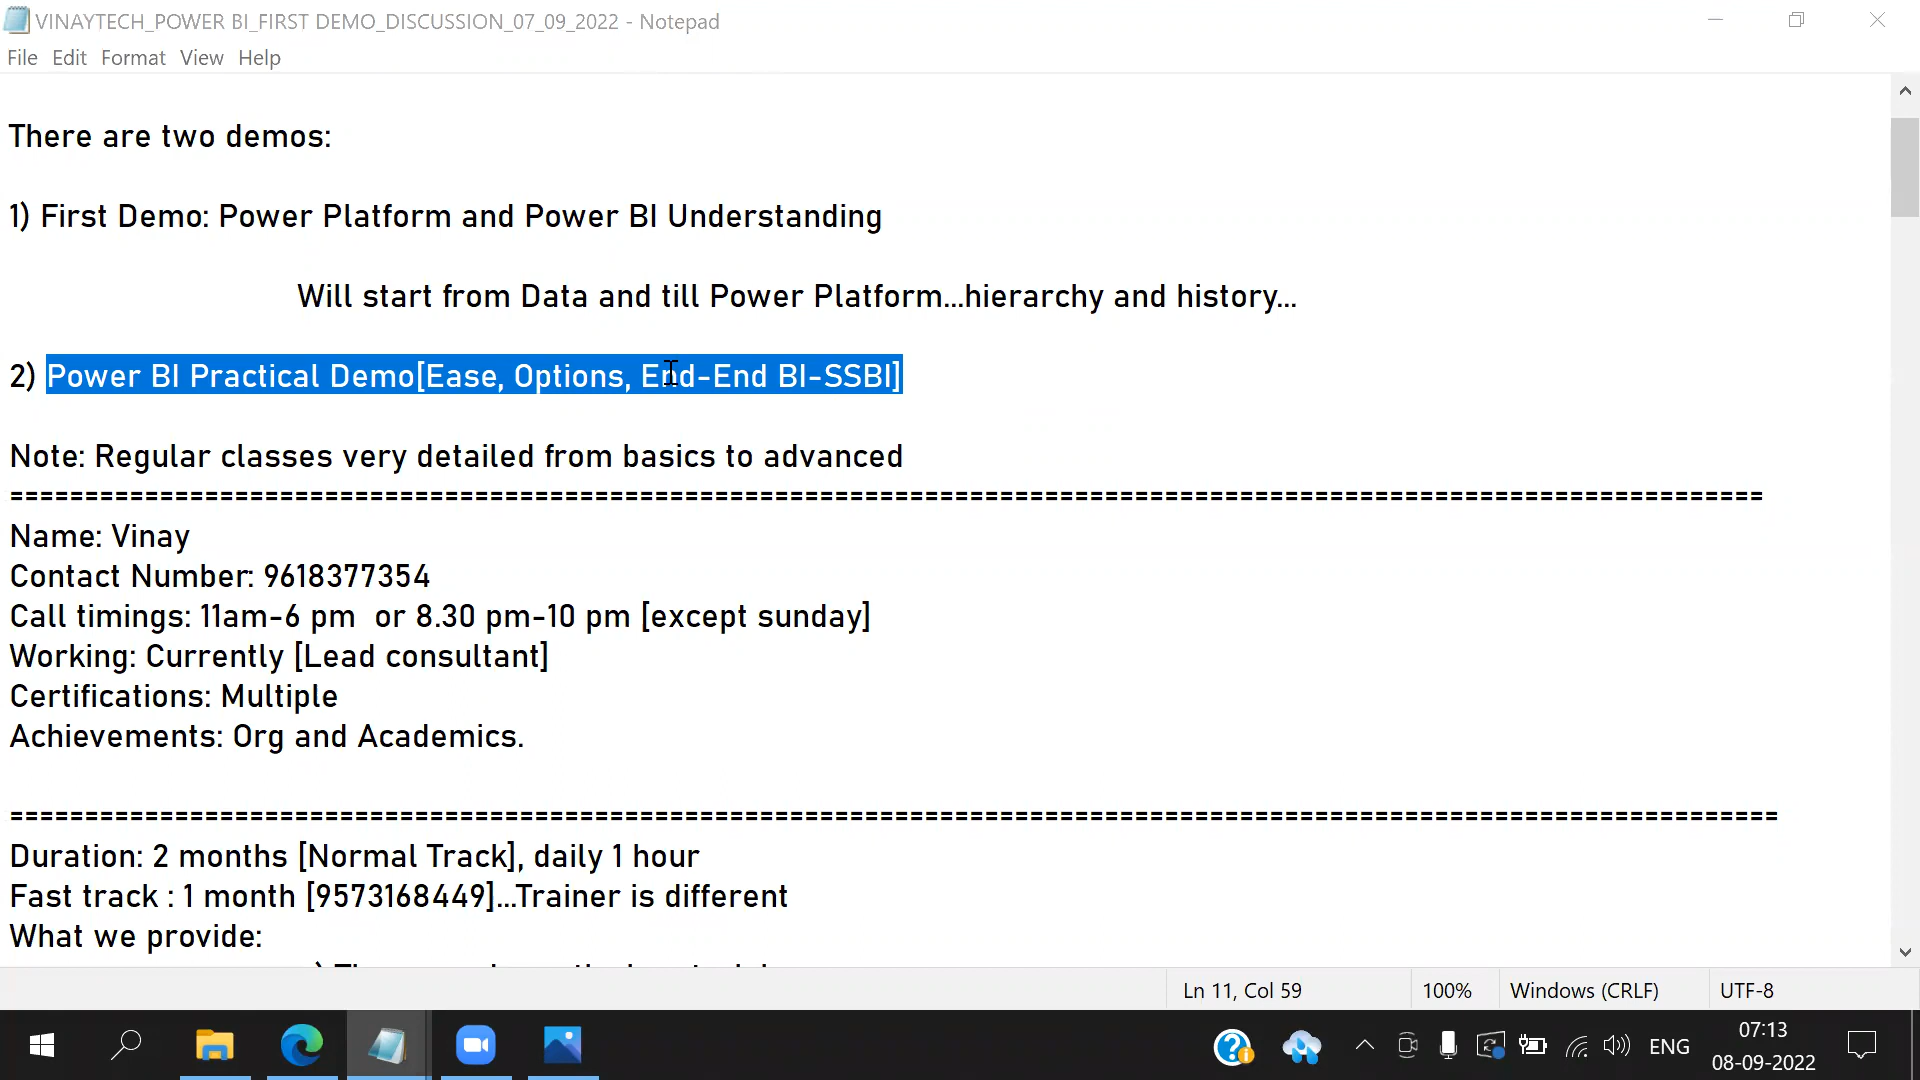 VINAYTECH_POWER BI_FIRST DEMO_DISCUSSION_07_09_2022 - Notepad
File Edit Format View Help
There are two demos:
1) First Demo: Power Platform and Power BI Understanding
Will start from Data and till Power Platform...hierarchy and history...
2) Power BI Practical Demo[Ease, Options, End-End BI-SSBI]
Note: Regular classes very detailed from basics to advanced
=====================================================================================================================
Name: Vinay
Contact Number: 9618377354
Call timings: 11am-6 pm  or 8.30 pm-10 pm [except sunday]
Working: Currently [Lead consultant]
Certifications: Multiple
Achievements: Org and Academics.
======================================================================================================================
Duration: 2 months [Normal Track], daily 1 hour
Fast track : 1 month [9573168449]...Trainer is different
What we provide:
Ln 11, Col 59 100% Windows (CRLF) UTF-8
ENG 07:13
08-09-2022